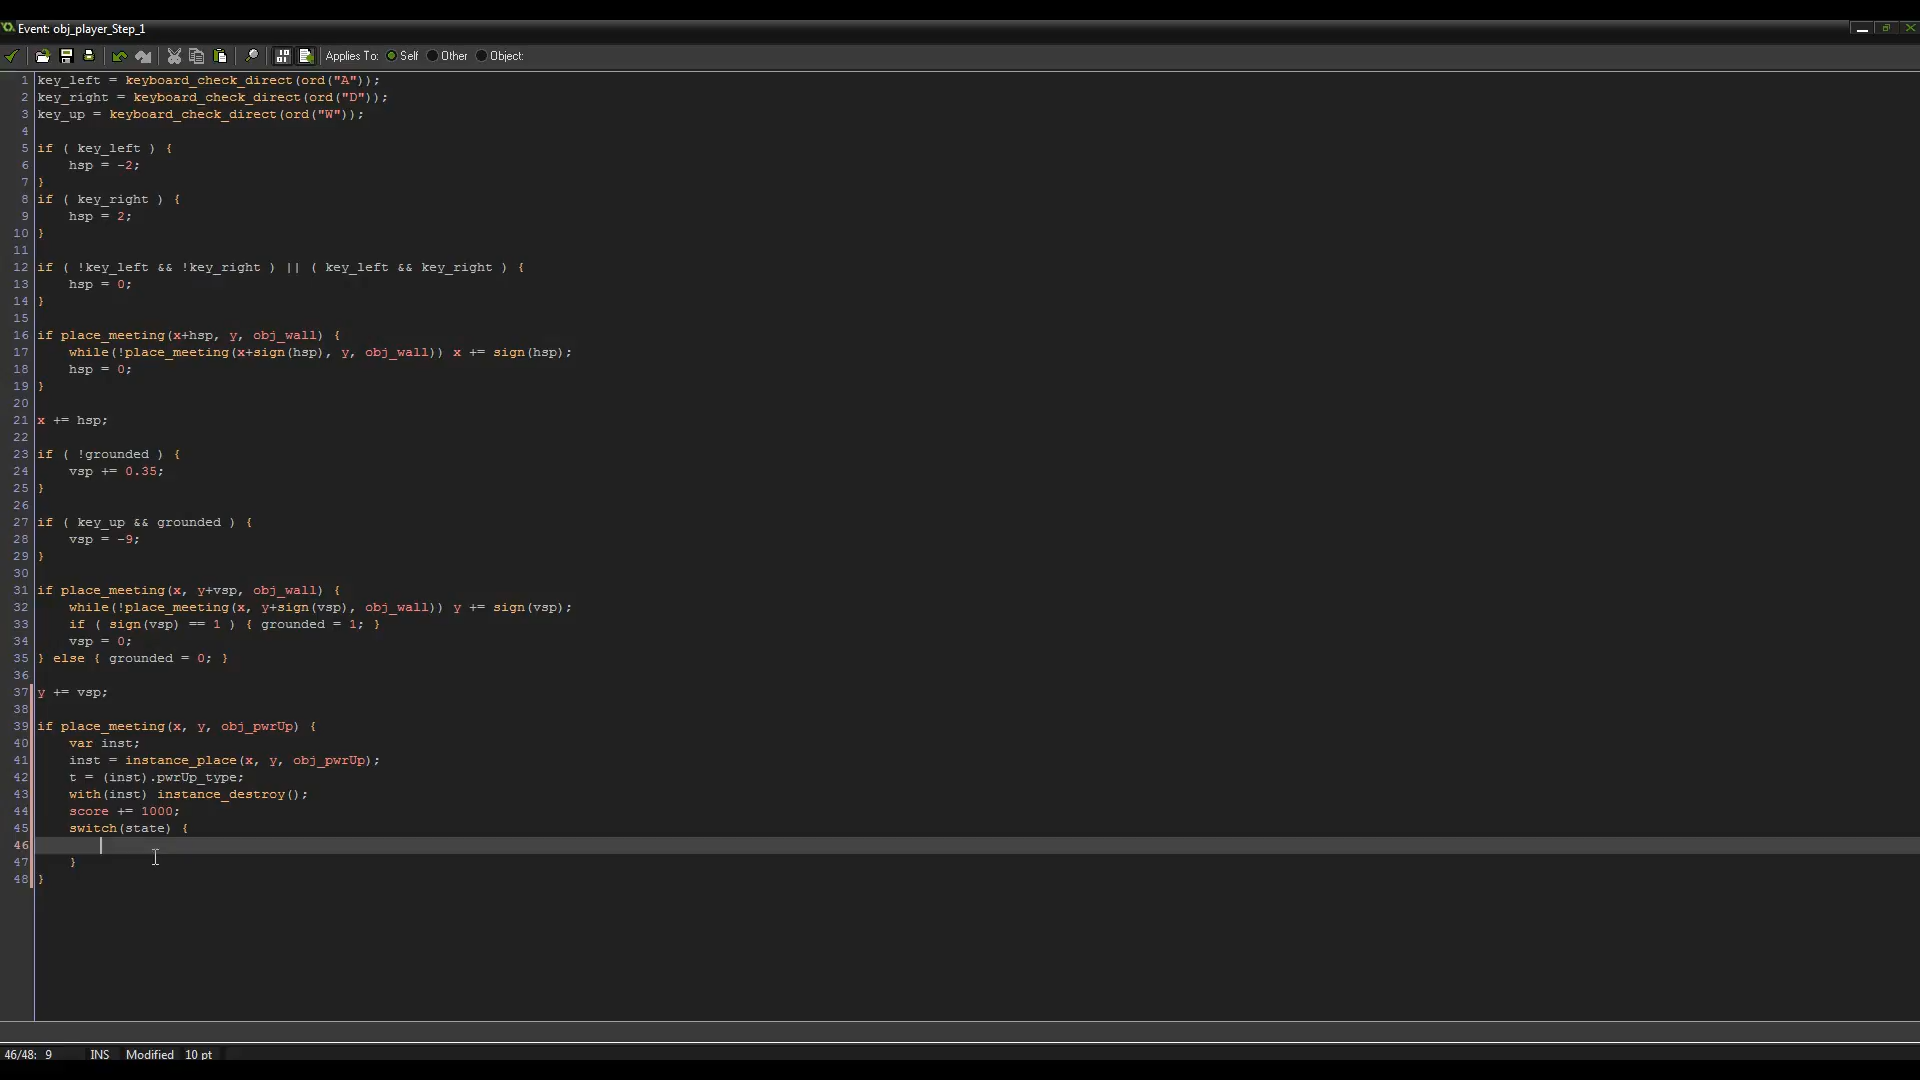 Event: obj_player_Step_1
Applies To: Self Other Object:
1 key_left = keyboard_check_direct(ord("A"));
2 key_right = keyboard_check_direct(ord("D"));
3 key_up = keyboard_check_direct(ord("W"));
4
5 if ( key_left ) {
6     hsp = -2;
7 }
8 if ( key_right ) {
9     hsp = 2;
10 }
11
12 if ( !key_left && !key_right ) || ( key_left && key_right ) {
13     hsp = 0;
14 }
15
16 if place_meeting(x+hsp, y, obj_wall) {
17     while(!place_meeting(x+sign(hsp), y, obj_wall)) x += sign(hsp);
18     hsp = 0;
19 }
20
21 x += hsp;
22
23 if ( !grounded ) {
24     vsp += 0.35;
25 }
26
27 if ( key_up && grounded ) {
28     vsp = -9;
29 }
30
31 if place_meeting(x, y+vsp, obj_wall) {
32     while(!place_meeting(x, y+sign(vsp), obj_wall)) y += sign(vsp);
33     if ( sign(vsp) == 1 ) { grounded = 1; }
34     vsp = 0;
35 } else { grounded = 0; }
36
37 y += vsp;
38
39 if place_meeting(x, y, obj_pwrUp) {
40     var inst;
41     inst = instance_place(x, y, obj_pwrUp);
42     t = (inst).pwrUp_type;
43     with(inst) instance_destroy();
44     score += 1000;
45     switch(state) {
46
47     }
48 }
46/48: 9 INS Modified 10 pt